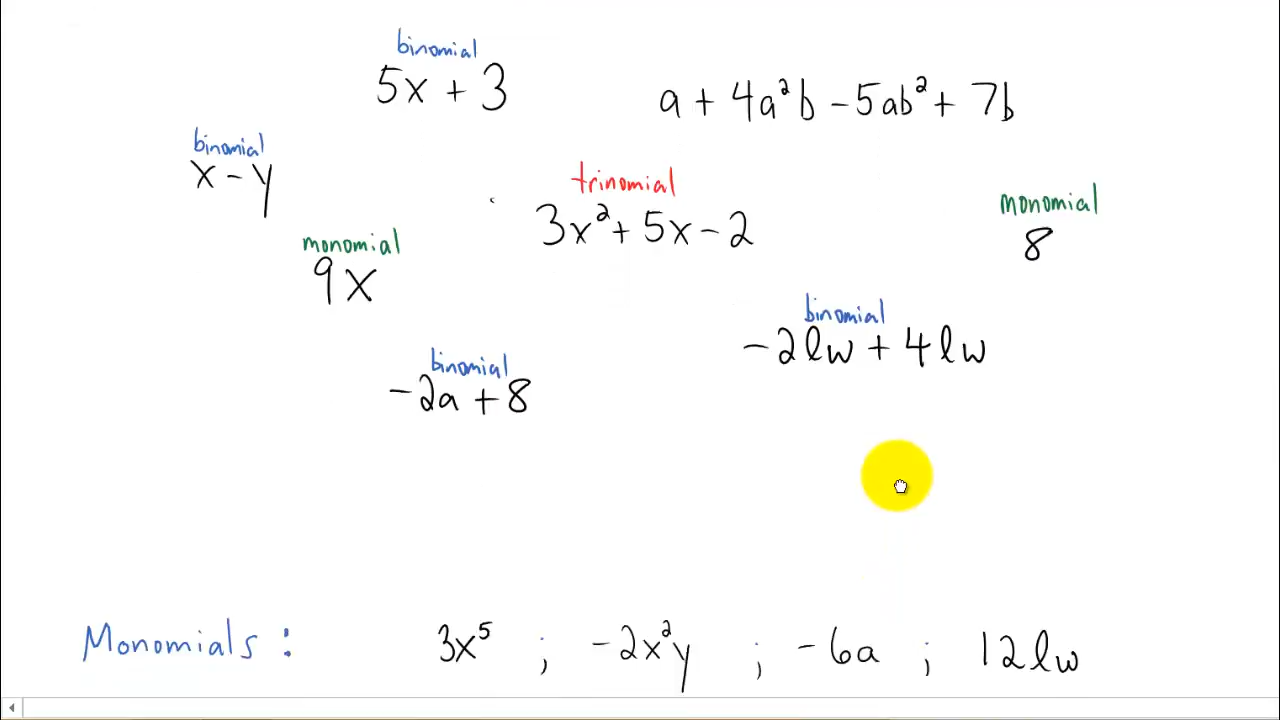 binomial
5x + 3
a + 4a²b - 5ab² + 7b
binomial
x - y
trinomial
3x² + 5x - 2
monomial
8
monomial
9x
binomial
-2lw + 4lw
binomial
-2a + 8
Monomials : 3x⁵ ; -2x²y ; -6a ; 12lw